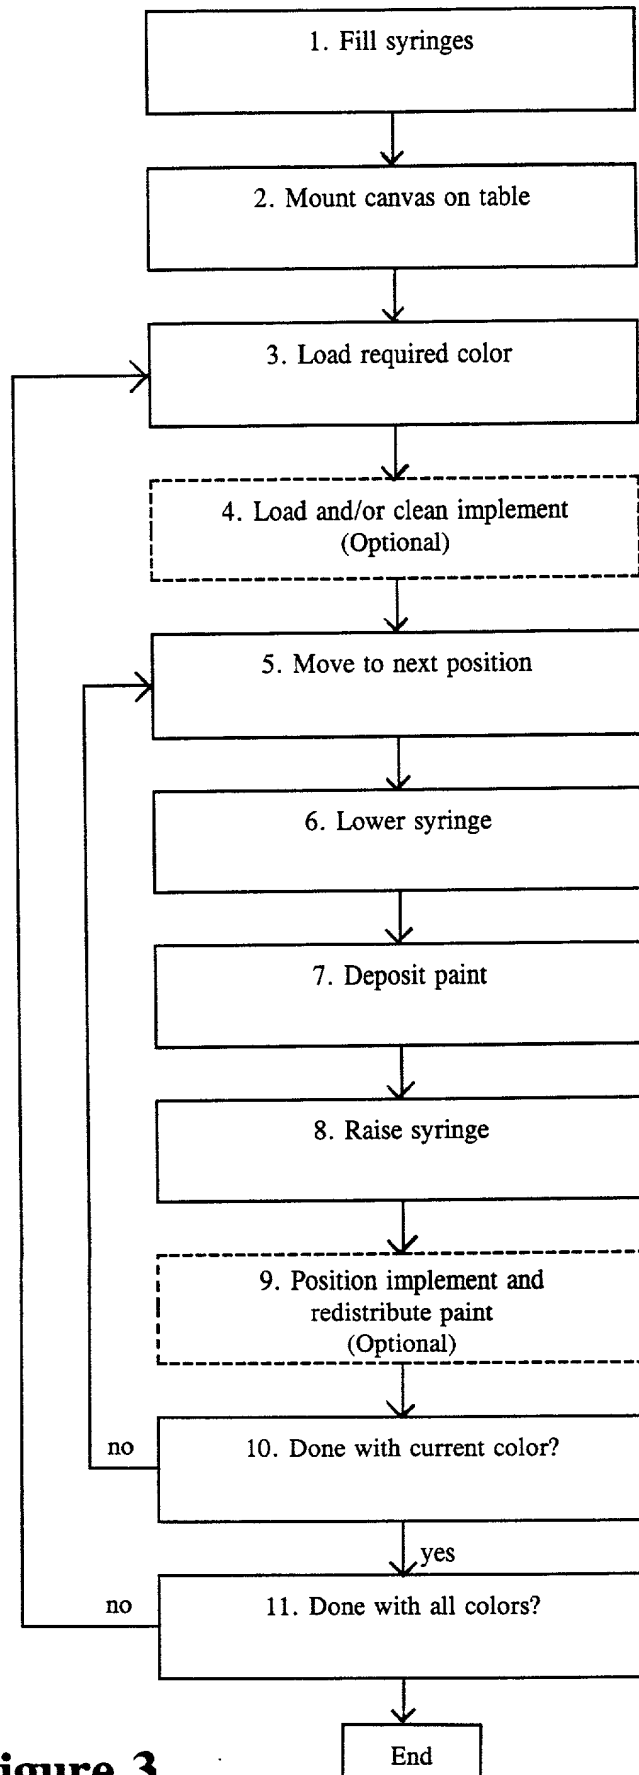 1. Fill syringes
2. Mount canvas on table
3. Load required color
4. Load and/or clean implement
(Optional)
5. Move to next position
6. Lower syringe
7. Deposit paint
8. Raise syringe
9. Position implement and
redistribute paint
(Optional)
no
10. Done with current color?
yes
no
11. Done with all colors?
End
igure 3